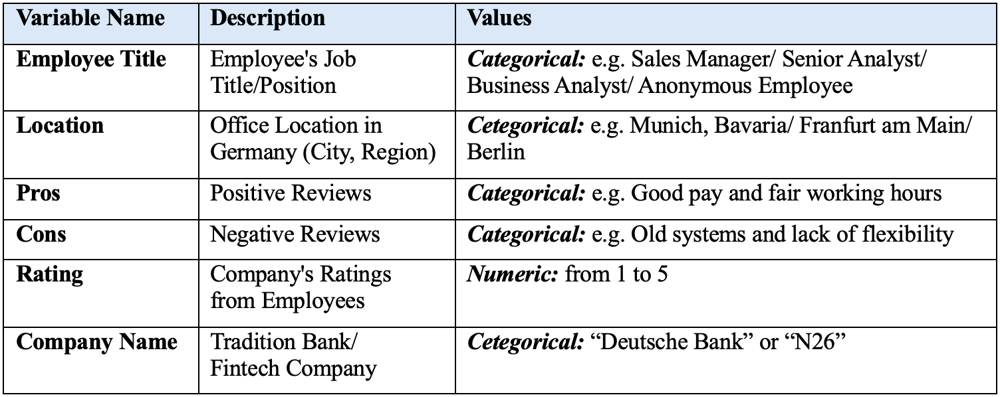 Variable Name
Description
Values
Employee Title
Employee's Job
Title/Position
Categorical: e.g. Sales Manager/ Senior Analyst/
Business Analyst/ Anonymous Employee
Location
Office Location in
Germany (City, Region)
Cetegorical: e.g. Munich, Bavaria/ Franfurt am Main/
Berlin
Pros
Positive Reviews
Categorical: e.g. Good pay and fair working hours
Cons
Negative Reviews
Categorical: e.g. Old systems and lack of flexibility
Rating
Company's Ratings
from Employees
Numeric: from 1 to 5
Company Name
Tradition Bank/
Fintech Company
Cetegorical: “Deutsche Bank” or “N26”